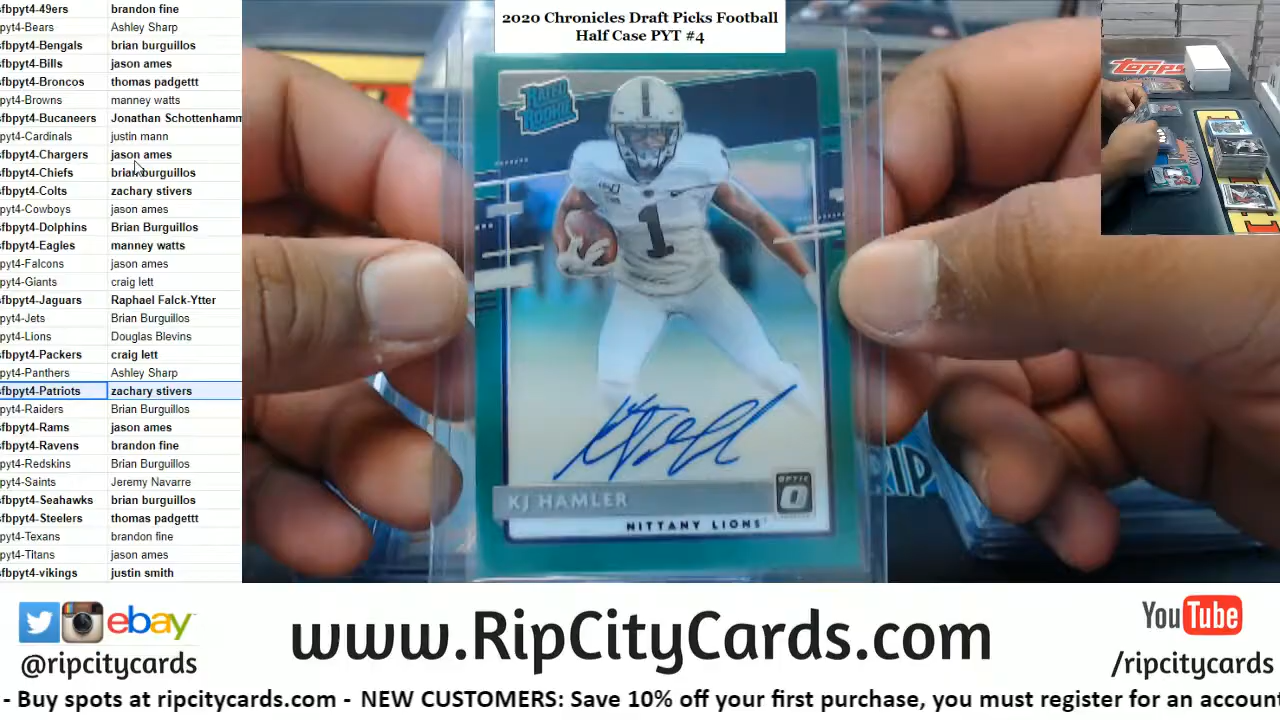 fbpyt4-49ers brandon fine
pyt4-Bears Ashley Sharp
fbpyt4-Bengals brian burguillos
fbpyt4-Bills jason ames
fbpyt4-Broncos thomas padgettt
pyt4-Browns manney watts
fbpyt4-Bucaneers Jonathan Schottenhamm
pyt4-Cardinals justin mann
fbpyt4-Chargers jason ames
fbpyt4-Chiefs brian burguillos
fbpyt4-Colts zachary stivers
pyt4-Cowboys jason ames
fbpyt4-Dolphins Brian Burguillos
fbpyt4-Eagles manney watts
pyt4-Falcons jason ames
pyt4-Giants craig lett
fbpyt4-Jaguars Raphael Falck-Ytter
pyt4-Jets Brian Burguillos
pyt4-Lions Douglas Blevins
fbpyt4-Packers craig lett
pyt4-Panthers Ashley Sharp
fbpyt4-Patriots zachary stivers
pyt4-Raiders Brian Burguillos
fbpyt4-Rams jason ames
fbpyt4-Ravens brandon fine
pyt4-Redskins Brian Burguillos
pyt4-Saints Jeremy Navarre
fbpyt4-Seahawks brian burguillos
fbpyt4-Steelers thomas padgettt
pyt4-Texans brandon fine
pyt4-Titans jason ames
fbpyt4-vikings justin smith
2020 Chronicles Draft Picks Football
Half Case PYT #4
RATED
ROOKIE
1
KJ HAMLER
OPTIC
NITTANY LIONS
RIP
Topps
ebay
@ripcitycards
www.RipCityCards.com
YouTube
/ripcitycards
- Buy spots at ripcitycards.com - NEW CUSTOMERS: Save 10% off your first purchase, you must register for an account